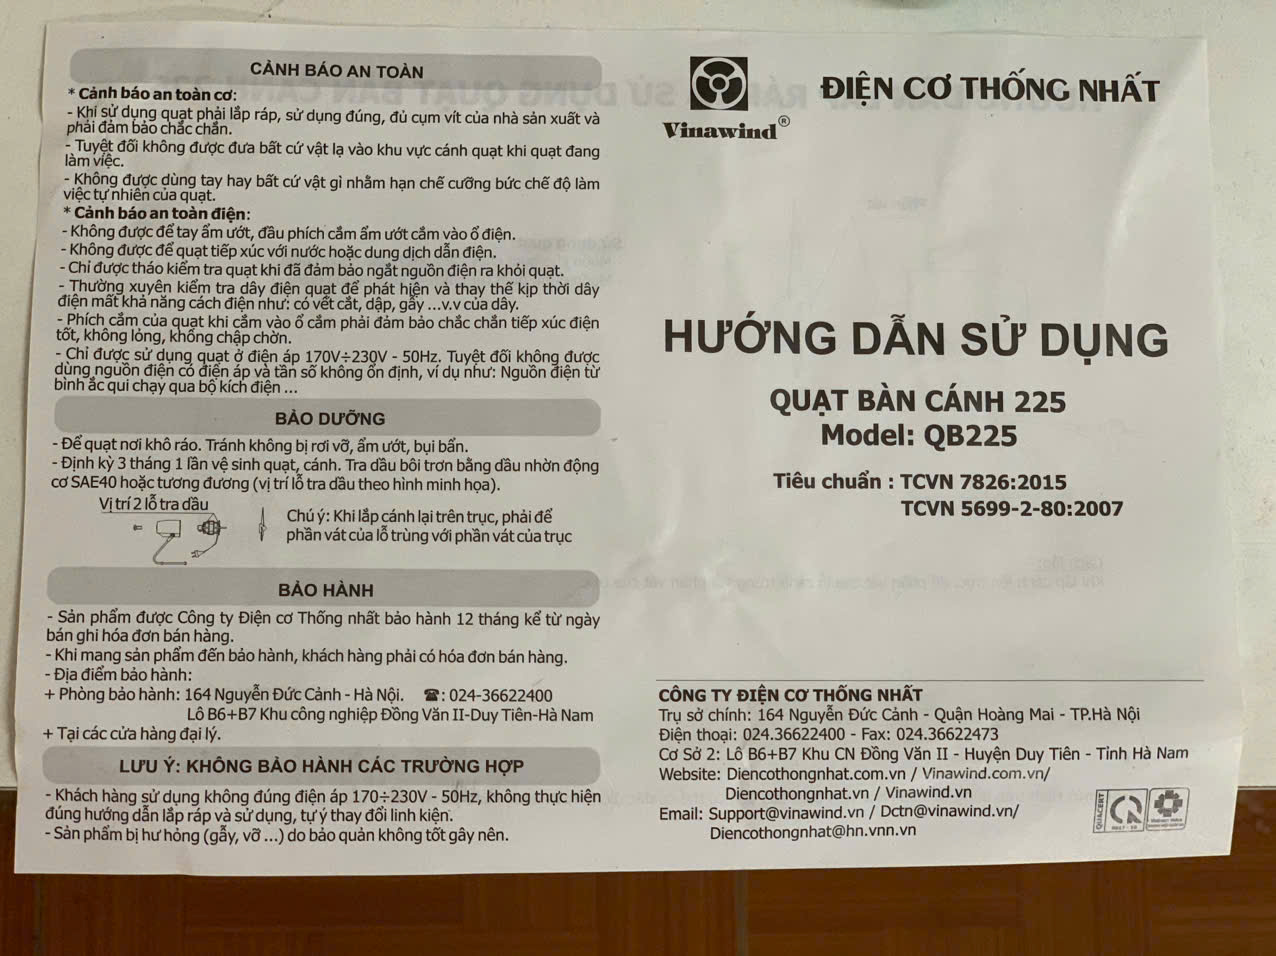 CẢNH BÁO AN TOÀN
* Cảnh báo an toàn cơ:
- Khi sử dụng quạt phải lắp ráp, sử dụng đúng, đủ cụm vít của nhà sản xuất và
phải đảm bảo chắc chắn.
- Tuyệt đối không được đưa bất cứ vật lạ vào khu vực cánh quạt khi quạt đang
làm việc.
- Không được dùng tay hay bất cứ vật gì nhằm hạn chế cưỡng bức chế độ làm
việc tự nhiên của quạt.
* Cảnh báo an toàn điện:
- Không được để tay ẩm ướt, đầu phích cắm ẩm ướt cắm vào ổ điện.
- Không được để quạt tiếp xúc với nước hoặc dung dịch dẫn điện.
- Chỉ được tháo kiểm tra quạt khi đã đảm bảo ngắt nguồn điện ra khỏi quạt.
- Thường xuyên kiểm tra dây điện quạt để phát hiện và thay thế kịp thời dây
điện mất khả năng cách điện như: có vết cắt, dập, gẫy ...v.v của dây.
- Phích cắm của quạt khi cắm vào ổ cắm phải đảm bảo chắc chắn tiếp xúc điện
tốt, không lỏng, không chập chờn.
- Chỉ được sử dụng quạt ở điện áp 170V÷230V - 50Hz. Tuyệt đối không được
dùng nguồn điện có điện áp và tần số không ổn định, ví dụ như: Nguồn điện từ
bình ắc qui chạy qua bộ kích điện ...
BẢO DƯỠNG
- Để quạt nơi khô ráo. Tránh không bị rơi vỡ, ẩm ướt, bụi bẩn.
- Định kỳ 3 tháng 1 lần vệ sinh quạt, cánh. Tra dầu bôi trơn bằng dầu nhờn động
cơ SAE40 hoặc tương đương (vị trí lỗ tra dầu theo hình minh họa).
Vị trí 2 lỗ tra dầu
Chú ý: Khi lắp cánh lại trên trục, phải để
phần vát của lỗ trùng với phần vát của trục
BẢO HÀNH
- Sản phẩm được Công ty Điện cơ Thống nhất bảo hành 12 tháng kể từ ngày
bán ghi hóa đơn bán hàng.
- Khi mang sản phẩm đến bảo hành, khách hàng phải có hóa đơn bán hàng.
- Địa điểm bảo hành:
+ Phòng bảo hành: 164 Nguyễn Đức Cảnh - Hà Nội. ☎: 024-36622400
Lô B6+B7 Khu công nghiệp Đồng Văn II-Duy Tiên-Hà Nam
+ Tại các cửa hàng đại lý.
LƯU Ý: KHÔNG BẢO HÀNH CÁC TRƯỜNG HỢP
- Khách hàng sử dụng không đúng điện áp 170÷230V - 50Hz, không thực hiện
đúng hướng dẫn lắp ráp và sử dụng, tự ý thay đổi linh kiện.
- Sản phẩm bị hư hỏng (gẫy, vỡ ...) do bảo quản không tốt gây nên.
Vinawind®
ĐIỆN CƠ THỐNG NHẤT
HƯỚNG DẪN SỬ DỤNG
QUẠT BÀN CÁNH 225
Model: QB225
Tiêu chuẩn : TCVN 7826:2015
TCVN 5699-2-80:2007
CÔNG TY ĐIỆN CƠ THỐNG NHẤT
Trụ sở chính: 164 Nguyễn Đức Cảnh - Quận Hoàng Mai - TP.Hà Nội
Điện thoại: 024.36622400 - Fax: 024.36622473
Cơ Sở 2: Lô B6+B7 Khu CN Đồng Văn II - Huyện Duy Tiên - Tỉnh Hà Nam
Website: Diencothongnhat.com.vn / Vinawind.com.vn/
Diencothongnhat.vn / Vinawind.vn
Email: Support@vinawind.vn / Dctn@vinawind.vn/
Diencothongnhat@hn.vnn.vn
QUACERT